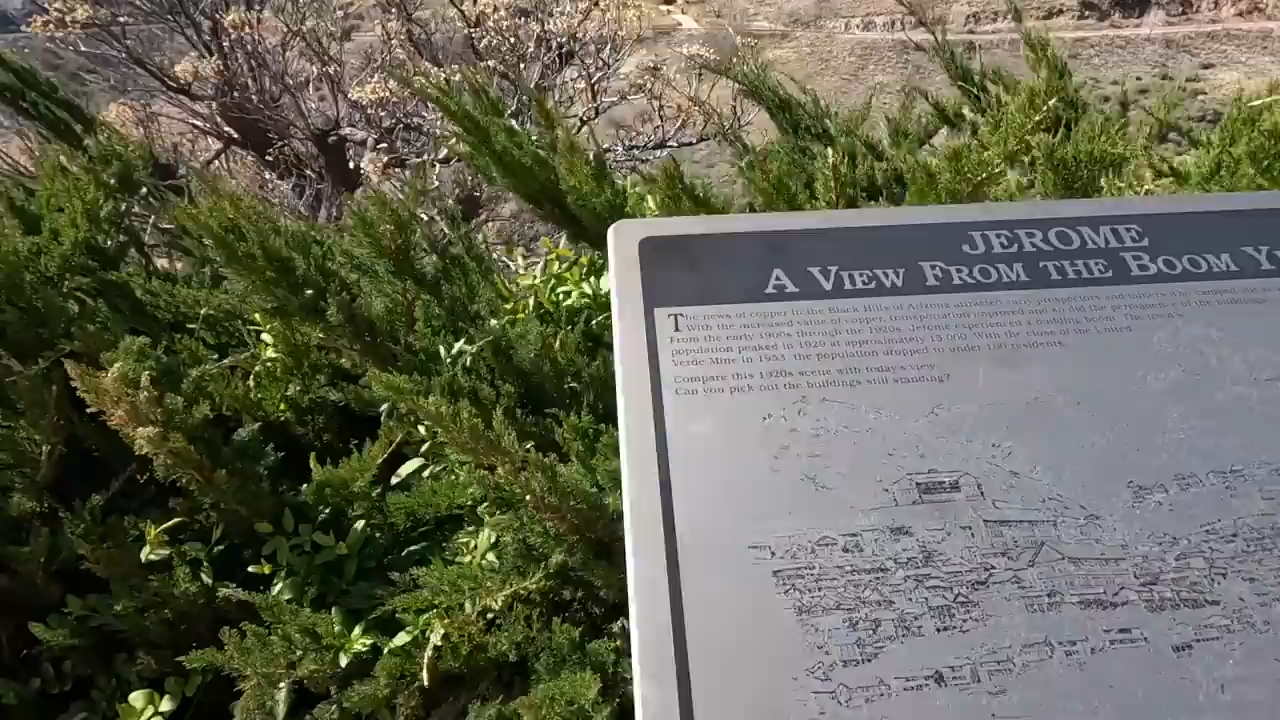 JEROME
A VIEW FROM THE BOOM Y
The news of copper in the Black Hills of Arizona attracted early prospectors and miners who camped
With the increased value of copper, transportation improved and so did the permanence of the buildings.
From the early 1900s through the 1920s, Jerome experienced a building boom. The town's
population peaked in 1929 at approximately 15,000. With the close of the United
Verde Mine in 1953, the population dropped to under 100 residents.
Compare this 1920s scene with today's view.
Can you pick out the buildings still standing?